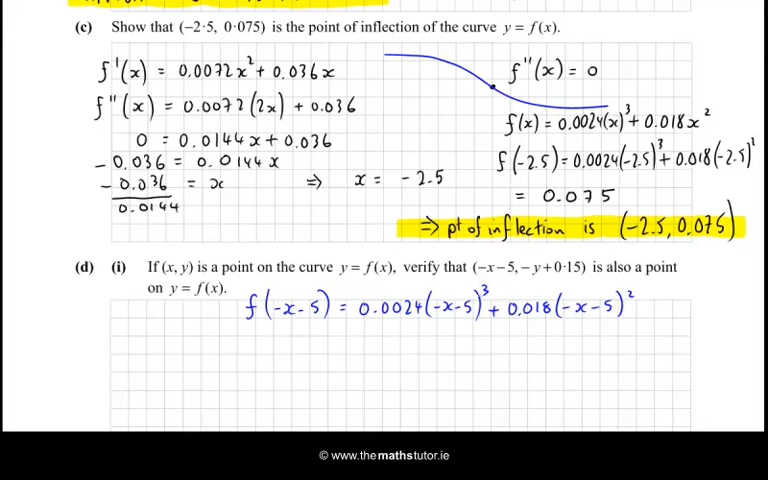 (c) Show that (−2·5, 0·075) is the point of inflection of the curve y = f(x).
f'(x) = 0.0072x² + 0.036x
f''(x) = 0
f''(x) = 0.0072(2x) + 0.036
f(x) = 0.0024(x)³ + 0.018x²
0 = 0.0144x + 0.036
−0.036 = 0.0144x
f(−2.5) = 0.0024(−2.5)³ + 0.018(−2.5)²
−0.036 = x ⇒ x = −2.5
0.0144
= 0.075
⇒ pt of inflection is (−2.5, 0.075)
(d) (i) If (x, y) is a point on the curve y = f(x), verify that (−x−5, −y+0·15) is also a point
on y = f(x).
f(−x−5) = 0.0024(−x−5)³ + 0.018(−x−5)²
© www.themathstutor.ie